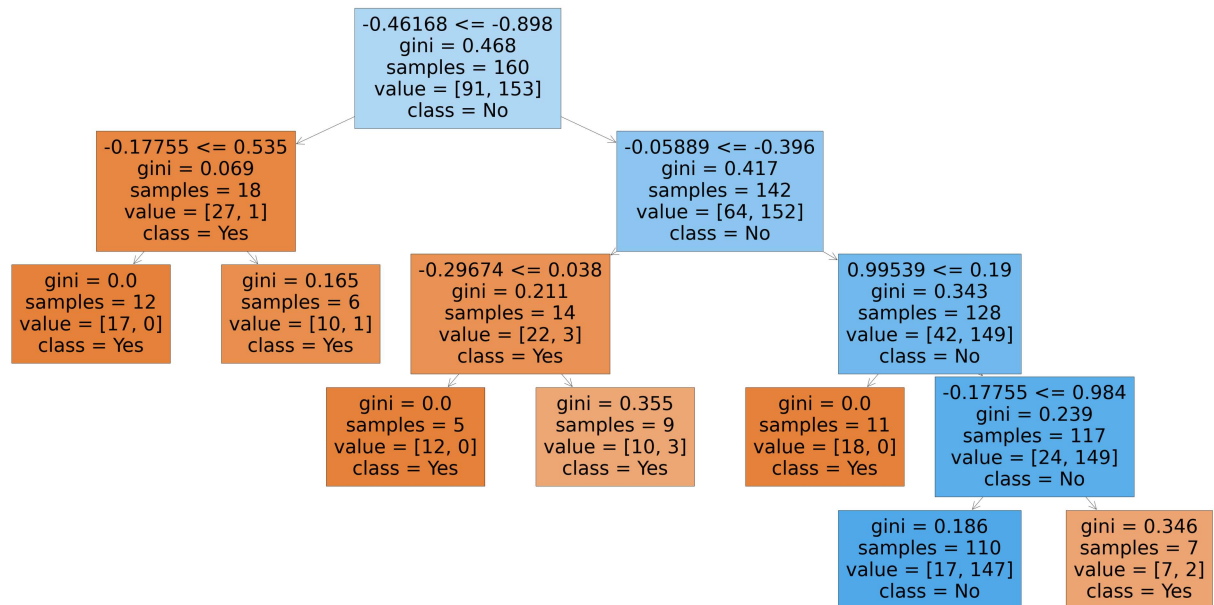 -0.46168 <= -0.898
gini = 0.468
samples = 160
value = [91, 153]
class = No
-0.17755 <= 0.535
gini = 0.069
samples = 18
value = [27, 1]
class = Yes
-0.05889 <= -0.396
gini = 0.417
samples = 142
value = [64, 152]
class = No
gini = 0.0
samples = 12
value = [17, 0]
class = Yes
gini = 0.165
samples = 6
value = [10, 1]
class = Yes
-0.29674 <= 0.038
gini = 0.211
samples = 14
value = [22, 3]
class = Yes
0.99539 <= 0.19
gini = 0.343
samples = 128
value = [42, 149]
class = No
gini = 0.0
samples = 5
value = [12, 0]
class = Yes
gini = 0.355
samples = 9
value = [10, 3]
class = Yes
gini = 0.0
samples = 11
value = [18, 0]
class = Yes
-0.17755 <= 0.984
gini = 0.239
samples = 117
value = [24, 149]
class = No
gini = 0.186
samples = 110
value = [17, 147]
class = No
gini = 0.346
samples = 7
value = [7, 2]
class = Yes